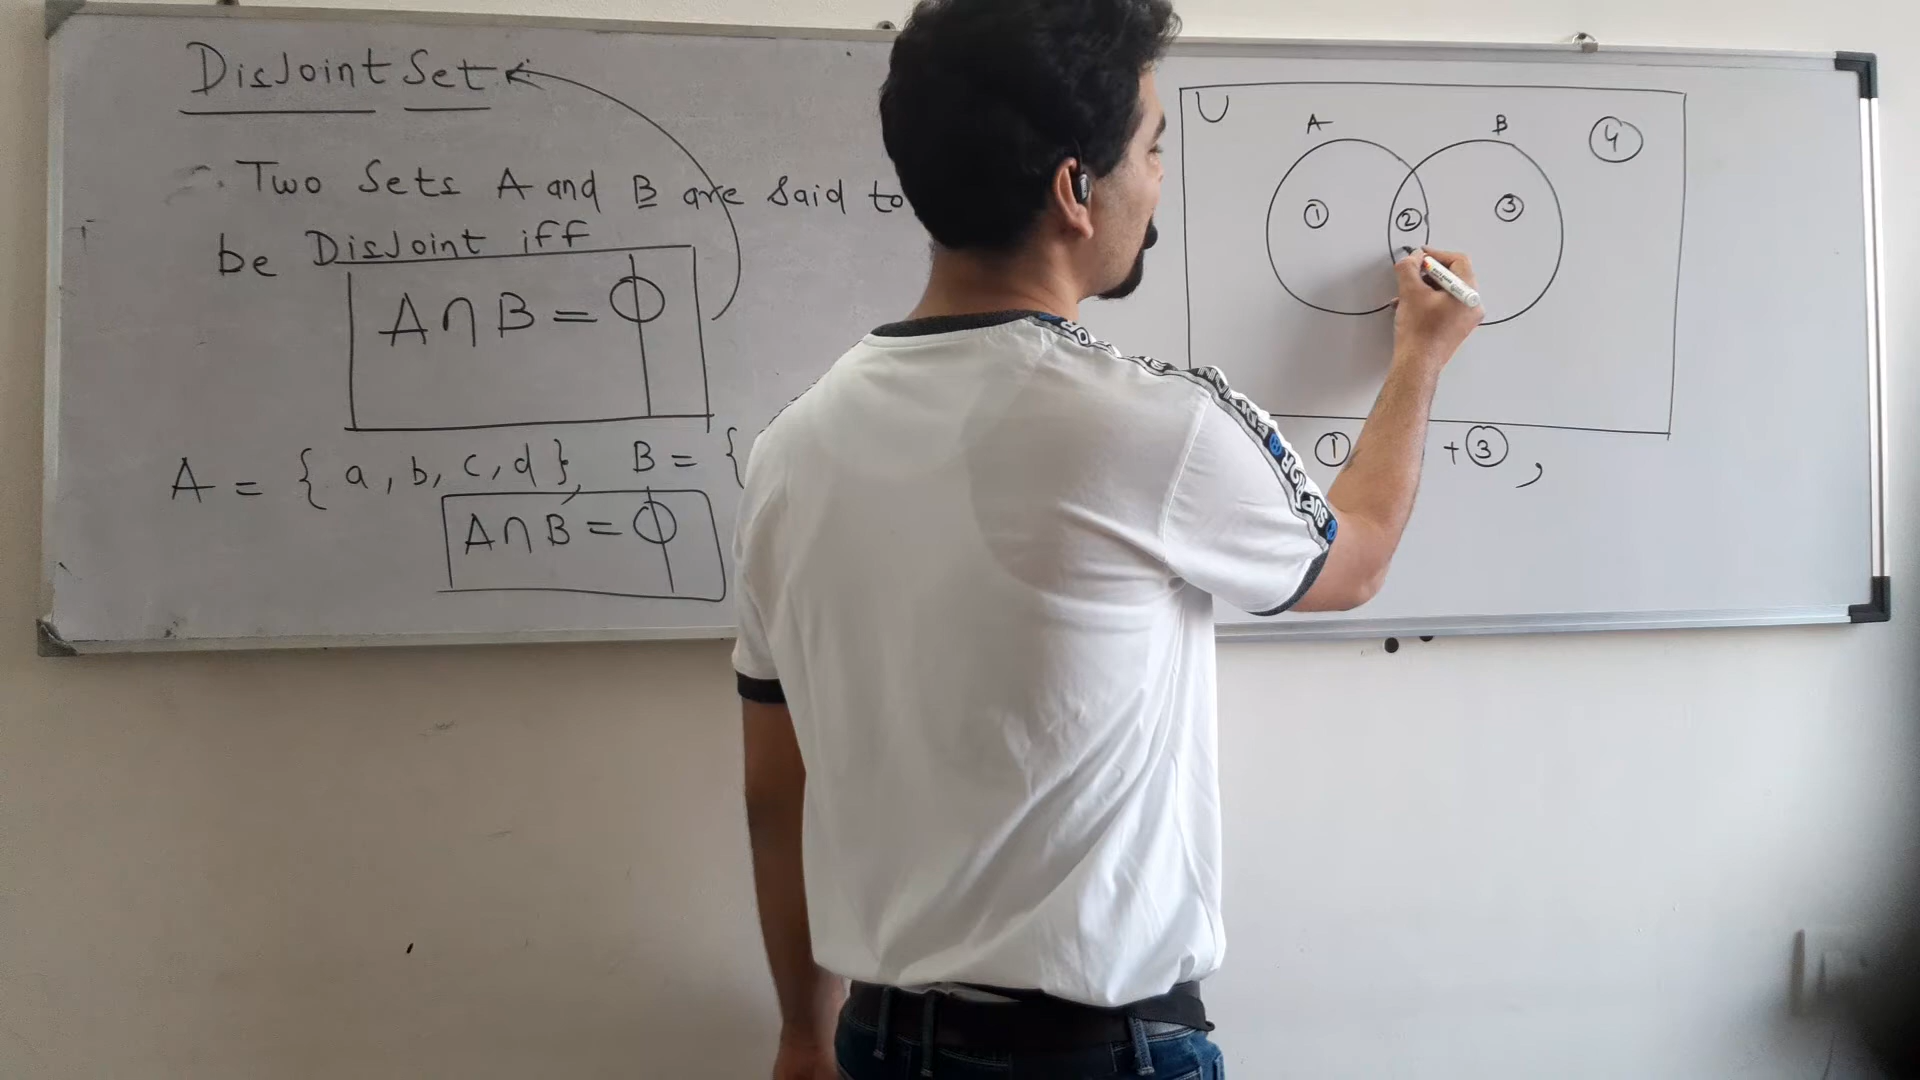 DisJoint Set
Two Sets A and B are Said to
be DisJoint iff
A∩B = Φ
A = {a, b, c, d}, B = {
A∩B = Φ
U
A B
④
① ② ③
① + ③ ,